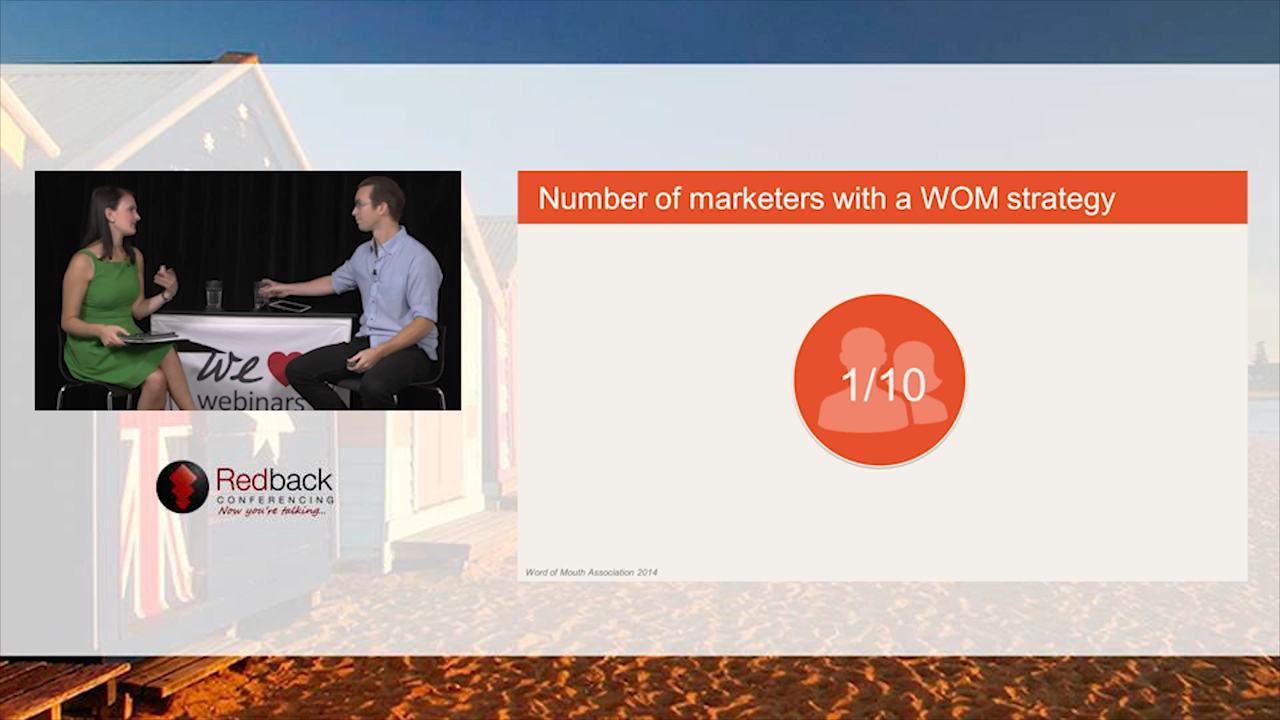 Number of marketers with a WOM strategy
1/10
We
webinars
Redback
CONFERENCING
Now you're talking...
Word of Mouth Association 2014